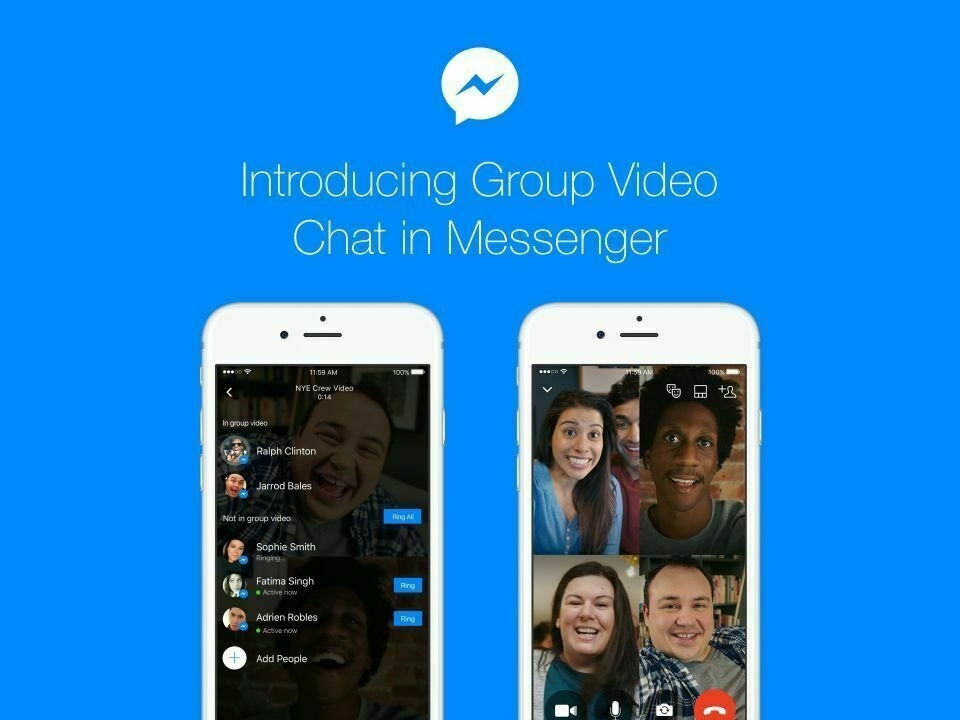 Introducing Group Video
Chat in Messenger
11:59 AM
100%
NYE Crew Video
0:14
In group video
Ralph Clinton
Jarrod Bales
Not in group video
Ring All
Sophie Smith
Ringing...
Fatima Singh
Active now
Ring
Adrien Robles
Active now
Ring
Add People
11:59 AM
100%